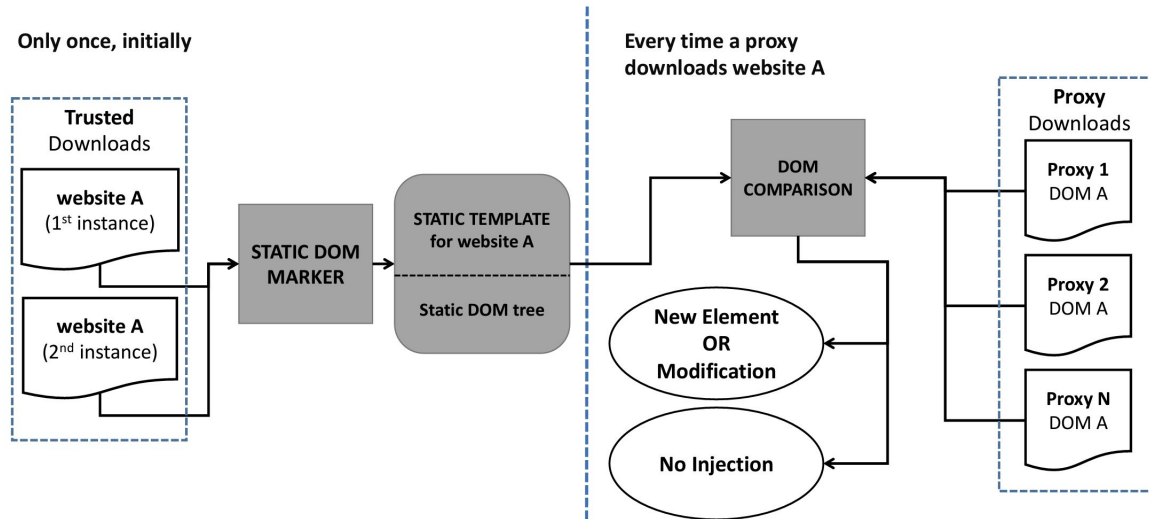 Only once, initially
Trusted
Downloads
website A
(1st instance)
website A
(2nd instance)
STATIC DOM
MARKER
STATIC TEMPLATE
for website A
Static DOM tree
Every time a proxy
downloads website A
DOM
COMPARISON
New Element
OR
Modification
No Injection
Proxy
Downloads
Proxy 1
DOM A
Proxy 2
DOM A
Proxy N
DOM A